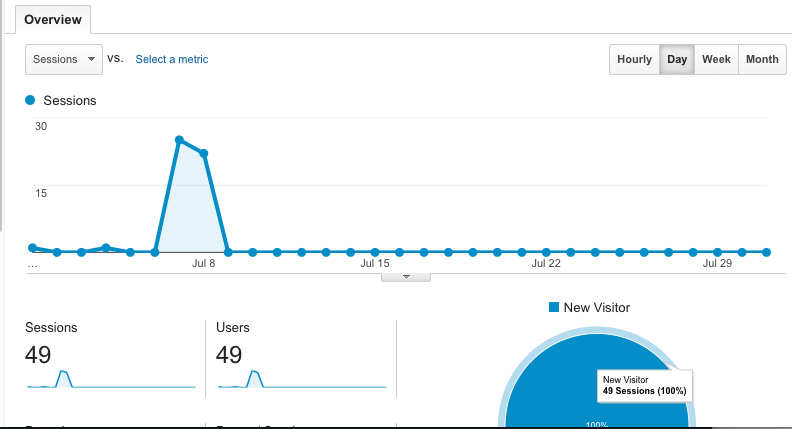 Overview
Sessions vs. Select a metric Hourly Day Week Month
Sessions
30
15
... Jul 8 Jul 15 Jul 22 Jul 29
New Visitor
Sessions Users
49 49
New Visitor
49 Sessions (100%)
100%